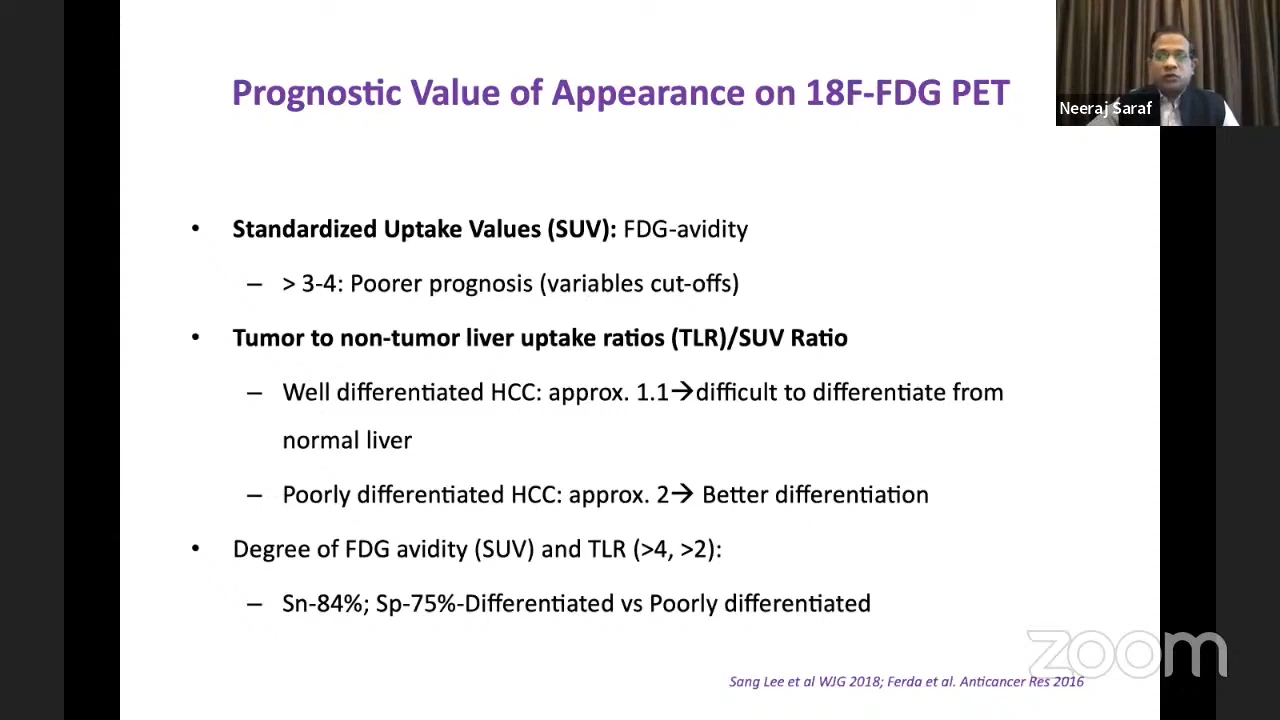 Prognostic Value of Appearance on 18F-FDG PET
Neeraj Saraf
• Standardized Uptake Values (SUV): FDG-avidity
– > 3-4: Poorer prognosis (variables cut-offs)
• Tumor to non-tumor liver uptake ratios (TLR)/SUV Ratio
– Well differentiated HCC: approx. 1.1→difficult to differentiate from
normal liver
– Poorly differentiated HCC: approx. 2→ Better differentiation
• Degree of FDG avidity (SUV) and TLR (>4, >2):
– Sn-84%; Sp-75%-Differentiated vs Poorly differentiated
zoom
Sang Lee et al WJG 2018; Ferda et al. Anticancer Res 2016